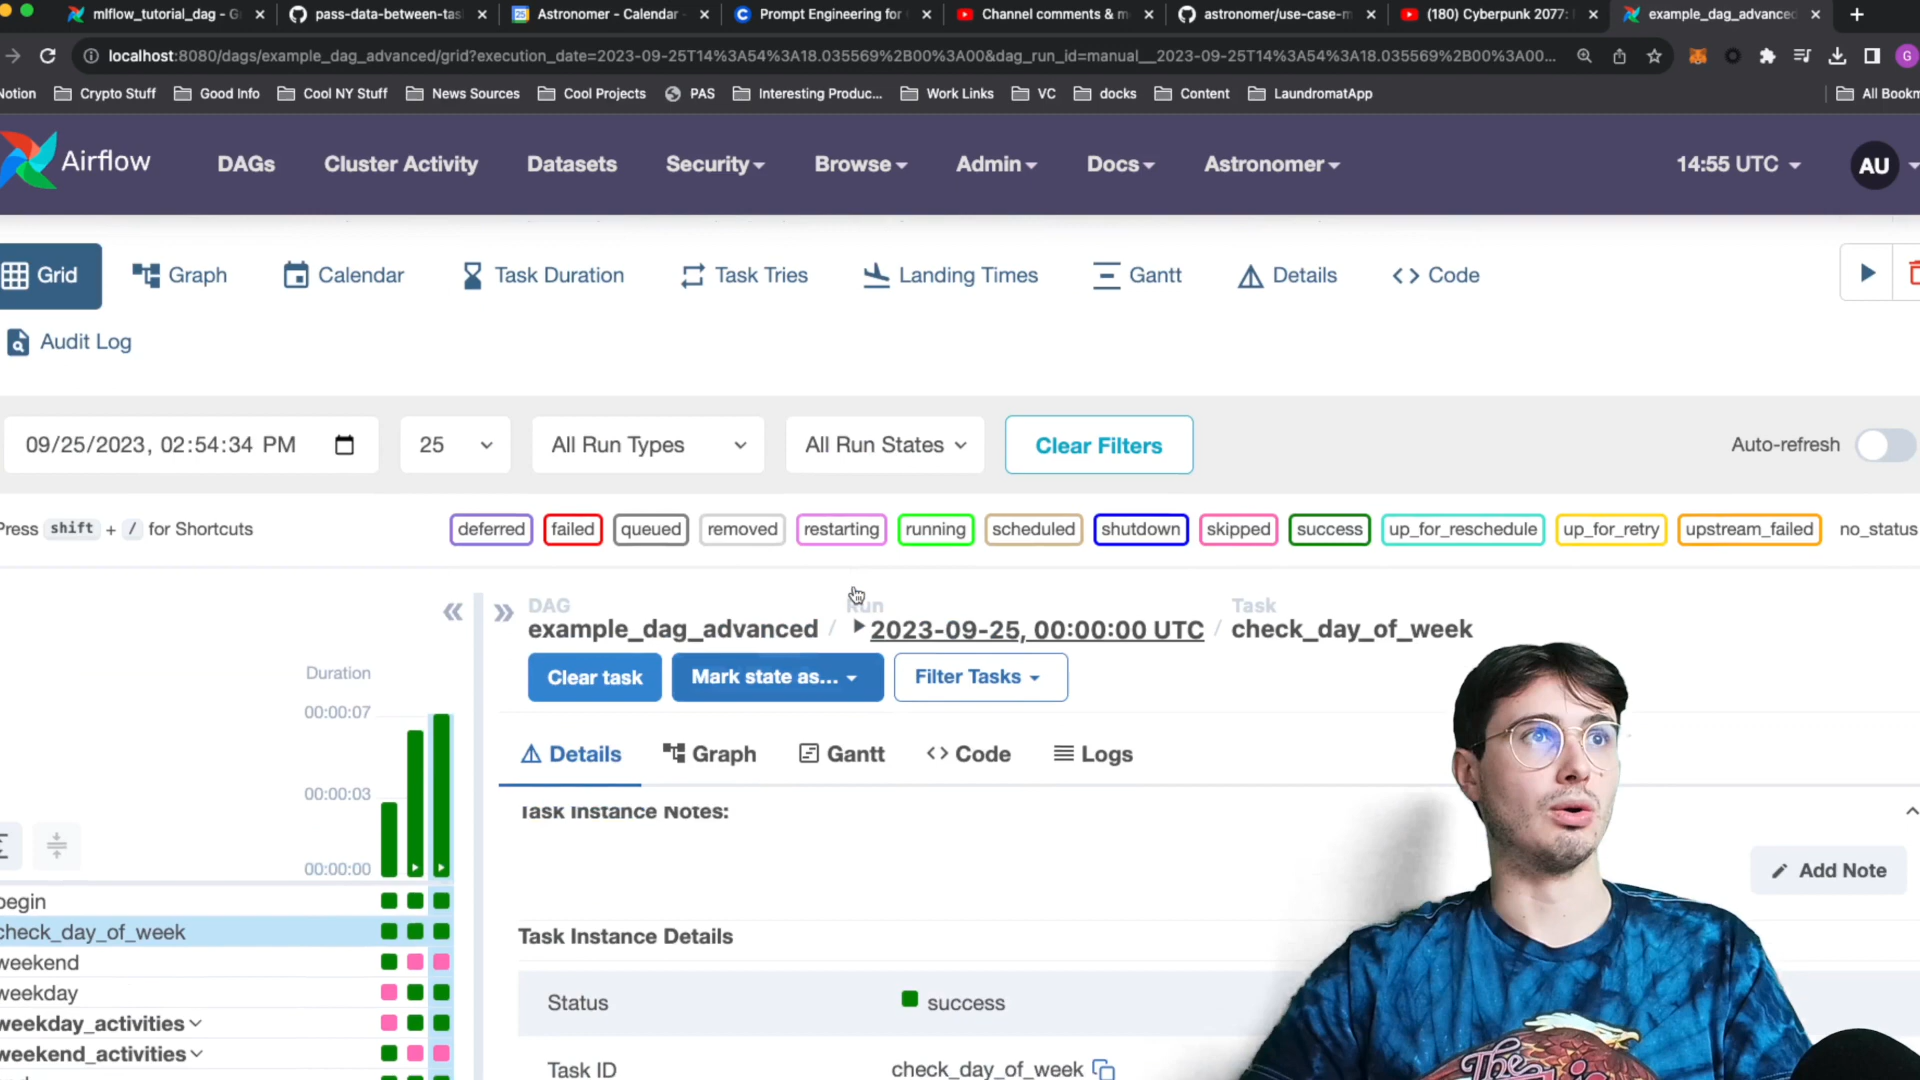 mlflow_tutorial_dag - G
pass-data-between-tas
Astronomer - Calendar
Prompt Engineering for
Channel comments & m
astronomer/use-case-m
(180) Cyberpunk 2077:
example_dag_advanced
localhost:8080/dags/example_dag_advanced/grid?execution_date=2023-09-25T14%3A54%3A18.035569%2B00%3A00&dag_run_id=manual__2023-09-25T14%3A54%3A18.035569%2B00%3A00...
G
Notion
Crypto Stuff
Good Info
Cool NY Stuff
News Sources
Cool Projects
PAS
Interesting Produc...
Work Links
VC
docks
Content
LaundromatApp
All Bookm
Airflow
DAGs
Cluster Activity
Datasets
Security
Browse
Admin
Docs
Astronomer
14:55 UTC
AU
Grid
Graph
Calendar
Task Duration
Task Tries
Landing Times
Gantt
Details
<> Code
Audit Log
09/25/2023, 02:54:34 PM
25
All Run Types
All Run States
Clear Filters
Auto-refresh
Press shift + / for Shortcuts
deferred
failed
queued
removed
restarting
running
scheduled
shutdown
skipped
success
up_for_reschedule
up_for_retry
upstream_failed
no_status
DAG
Run
Task
example_dag_advanced / 2023-09-25, 00:00:00 UTC / check_day_of_week
Clear task
Mark state as...
Filter Tasks
Details
Graph
Gantt
<> Code
Logs
Duration
00:00:07
00:00:03
00:00:00
begin
check_day_of_week
weekend
weekday
weekday_activities
weekend_activities
Task Instance Notes:
Add Note
Task Instance Details
Status
success
Task ID
check_day_of_week
The